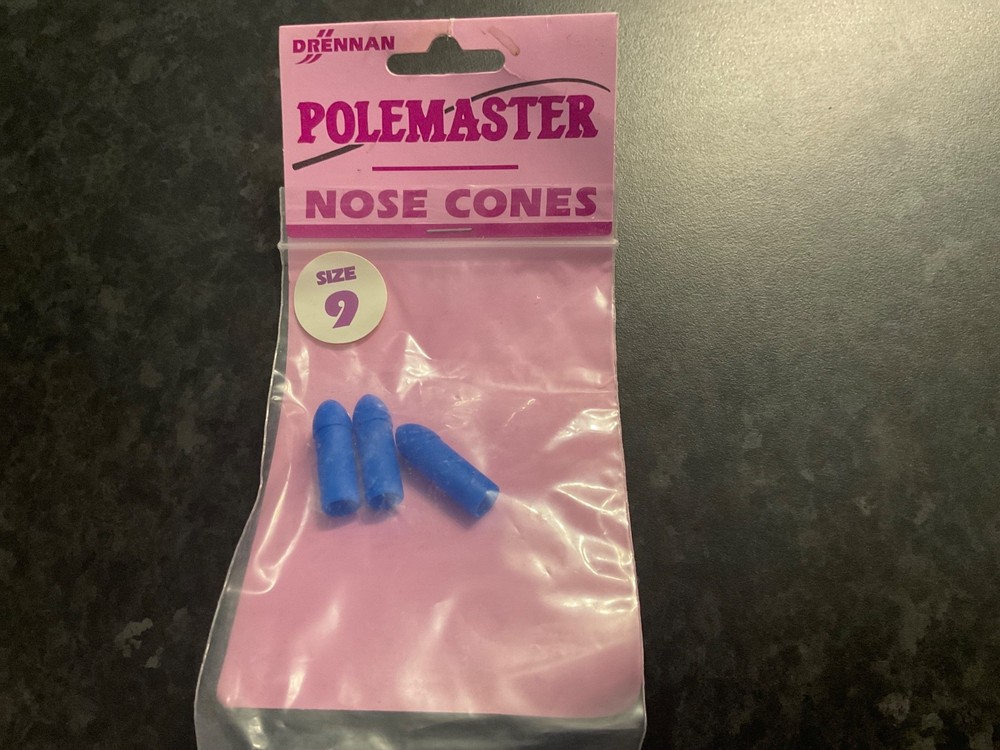 DRENNAN
POLEMASTER
NOSE CONES
SIZE
9